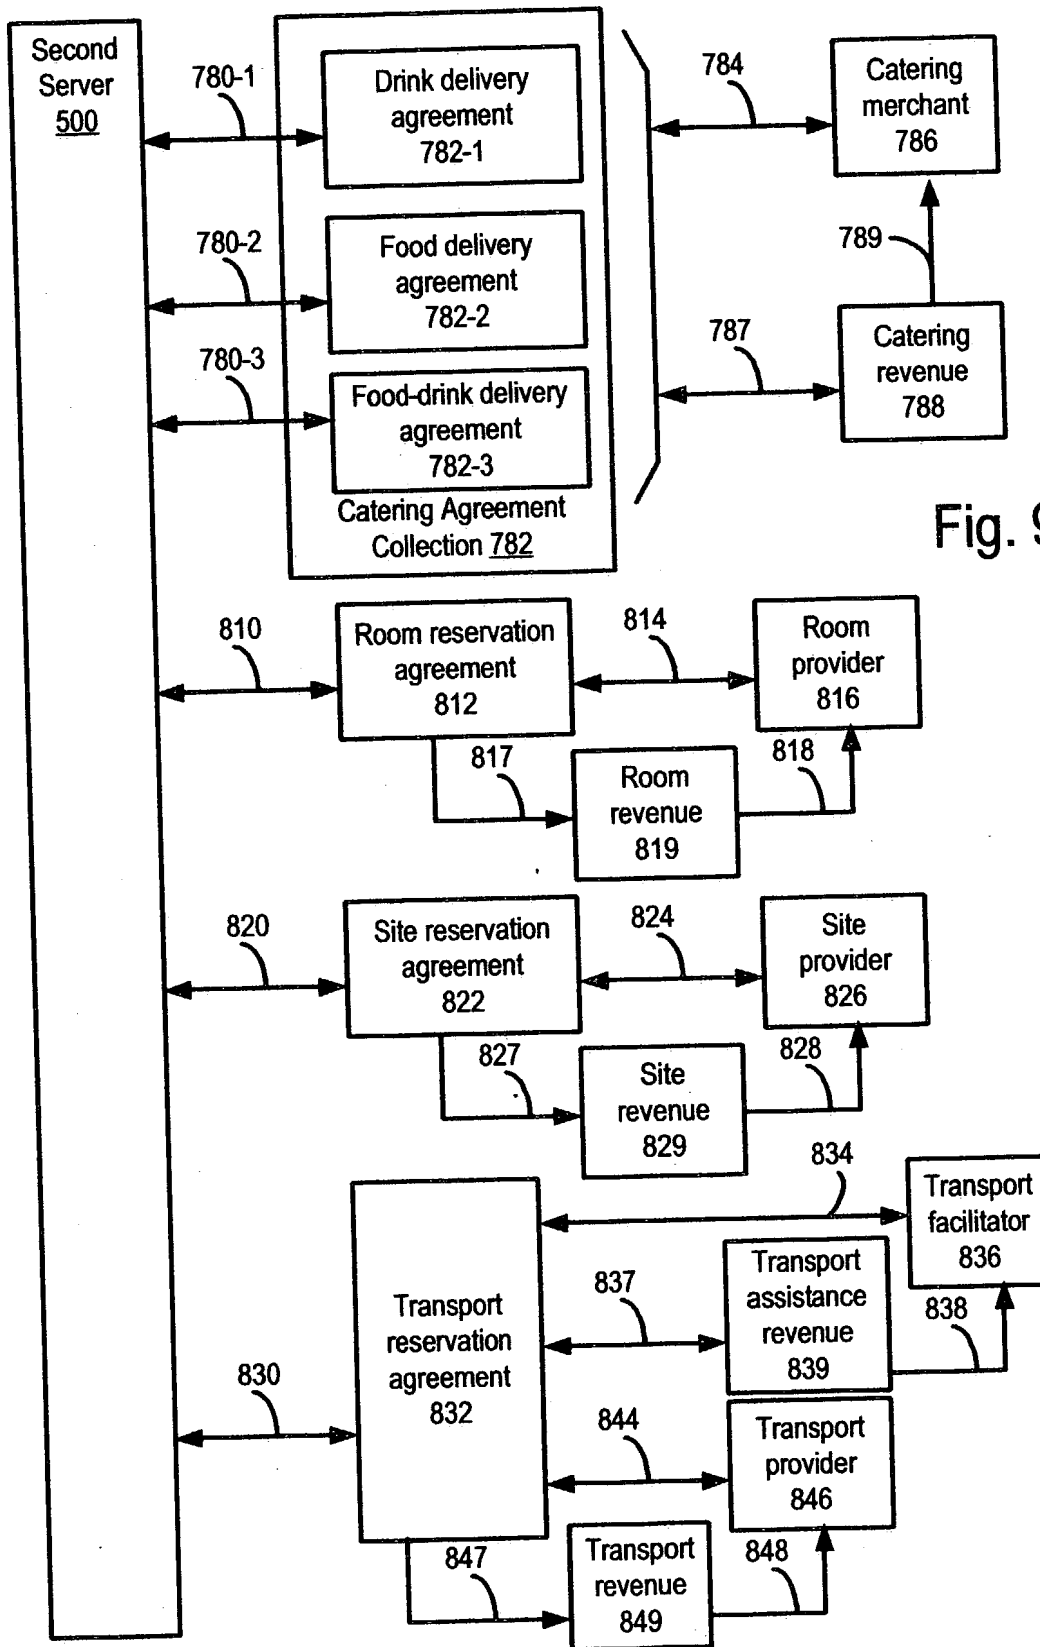 Second
Server
500
780-1
Drink delivery
agreement
782-1
784
Catering
merchant
786
780-2
Food delivery
agreement
782-2
789
780-3
Food-drink delivery
agreement
782-3
787
Catering
revenue
788
Catering Agreement
Collection 782
Fig. 9
810
Room reservation
agreement
812
814
Room
provider
816
817
Room
revenue
819
818
820
Site reservation
agreement
822
824
Site
provider
826
827
Site
revenue
829
828
834
Transport
facilitator
836
830
Transport
reservation
agreement
832
837
Transport
assistance
revenue
839
838
844
Transport
provider
846
847
Transport
revenue
849
848